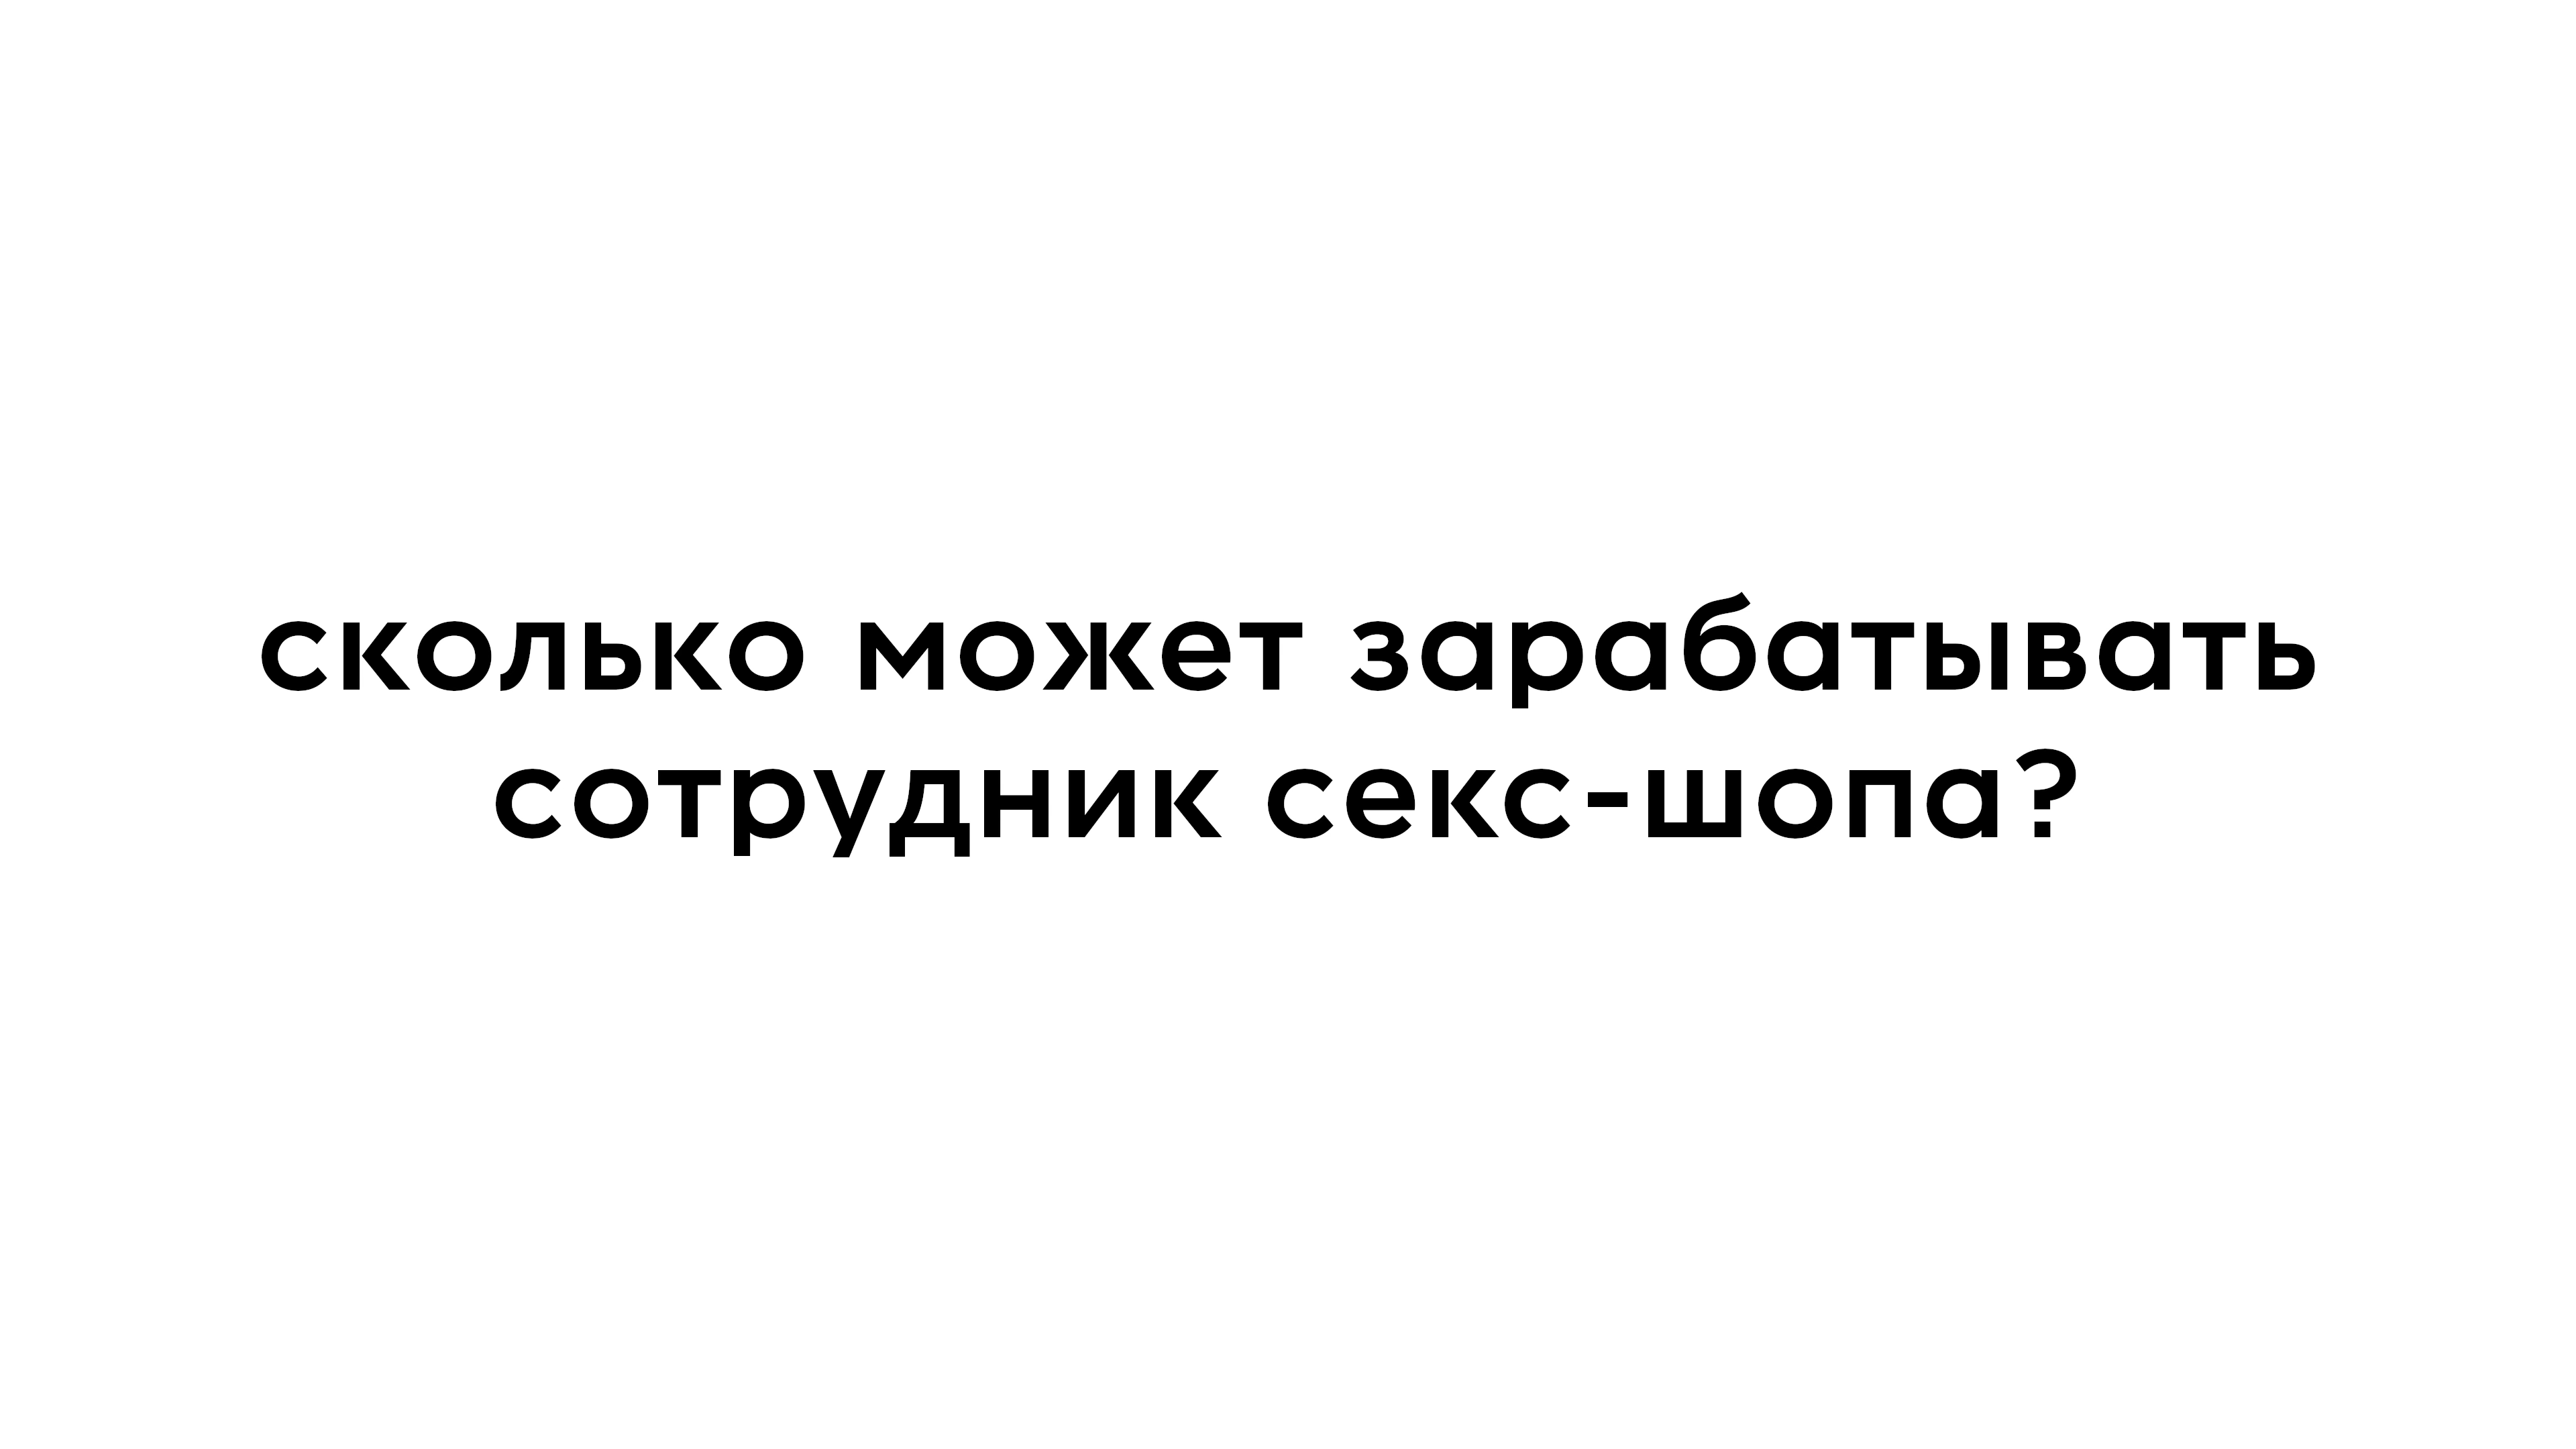 сколько может зарабатывать
сотрудник секс-шопа?